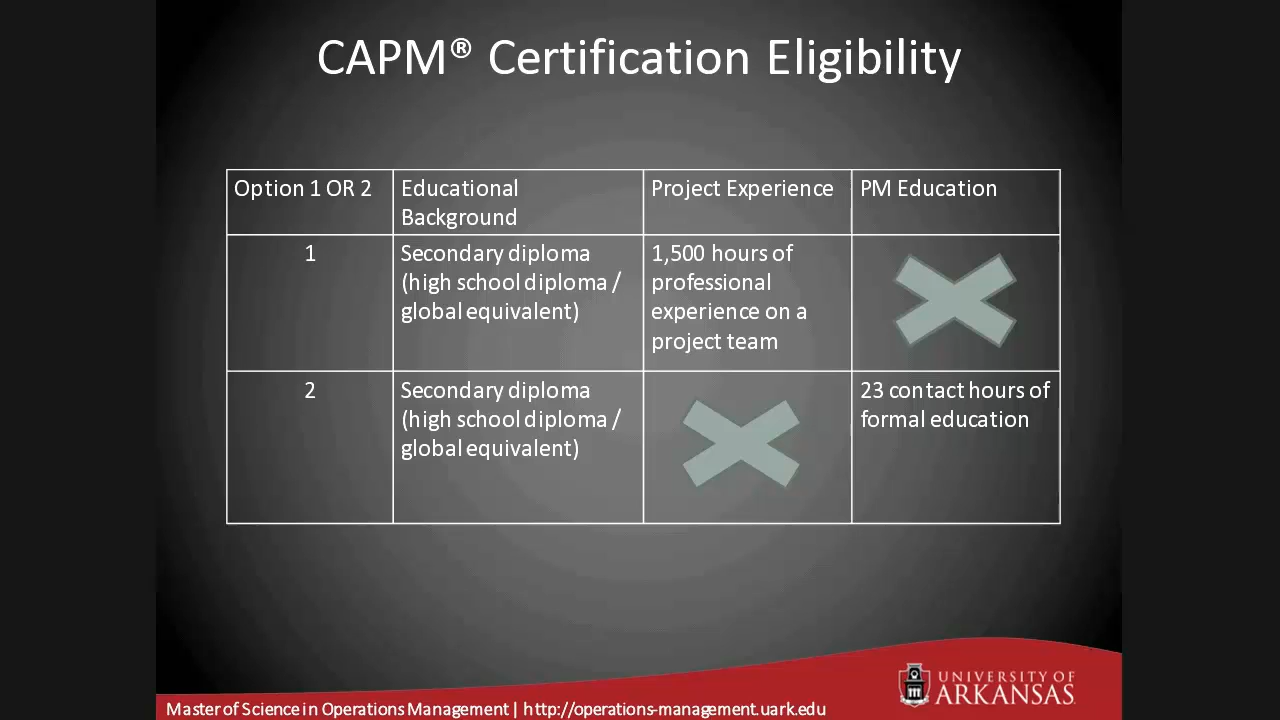 CAPM® Certification Eligibility
Option 1 OR 2
Educational
Background
Project Experience
PM Education
1
Secondary diploma
(high school diploma /
global equivalent)
1,500 hours of
professional
experience on a
project team
2
Secondary diploma
(high school diploma /
global equivalent)
23 contact hours of
formal education
UNIVERSITY OF
ARKANSAS
Master of Science in Operations Management | http://operations-management.uark.edu